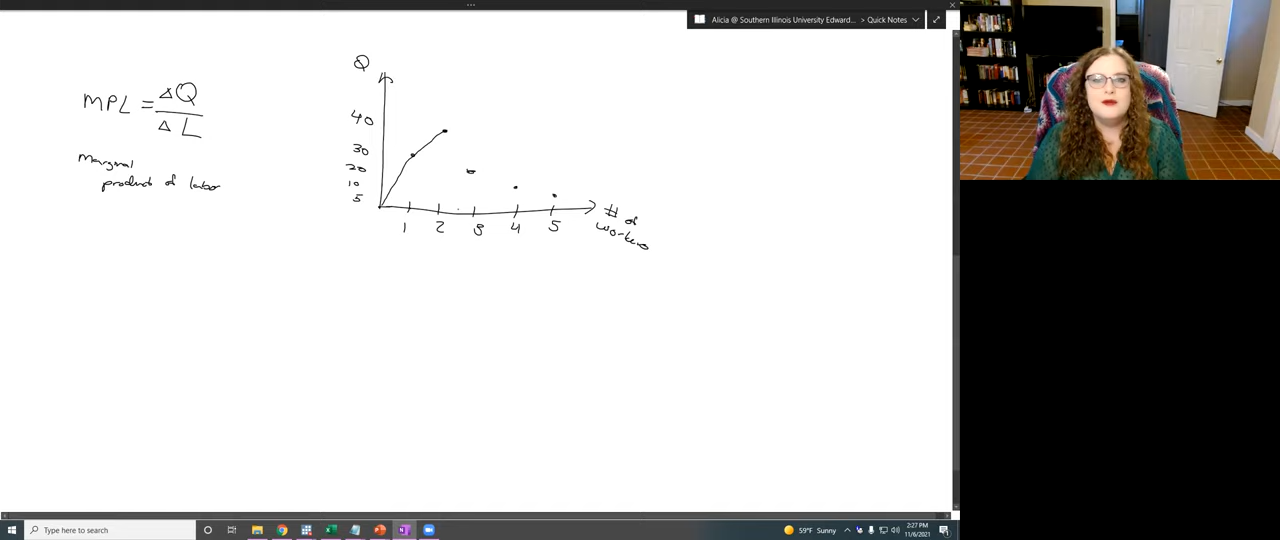 Alicia @ Southern Illinois University Edward... > Quick Notes
MPL = ΔQ
ΔL
Marginal
product of labor
Q
40
30
20
10
5
1 2 3 4 5
# of
workers
Type here to search
59°F Sunny
2:27 PM
11/6/2021